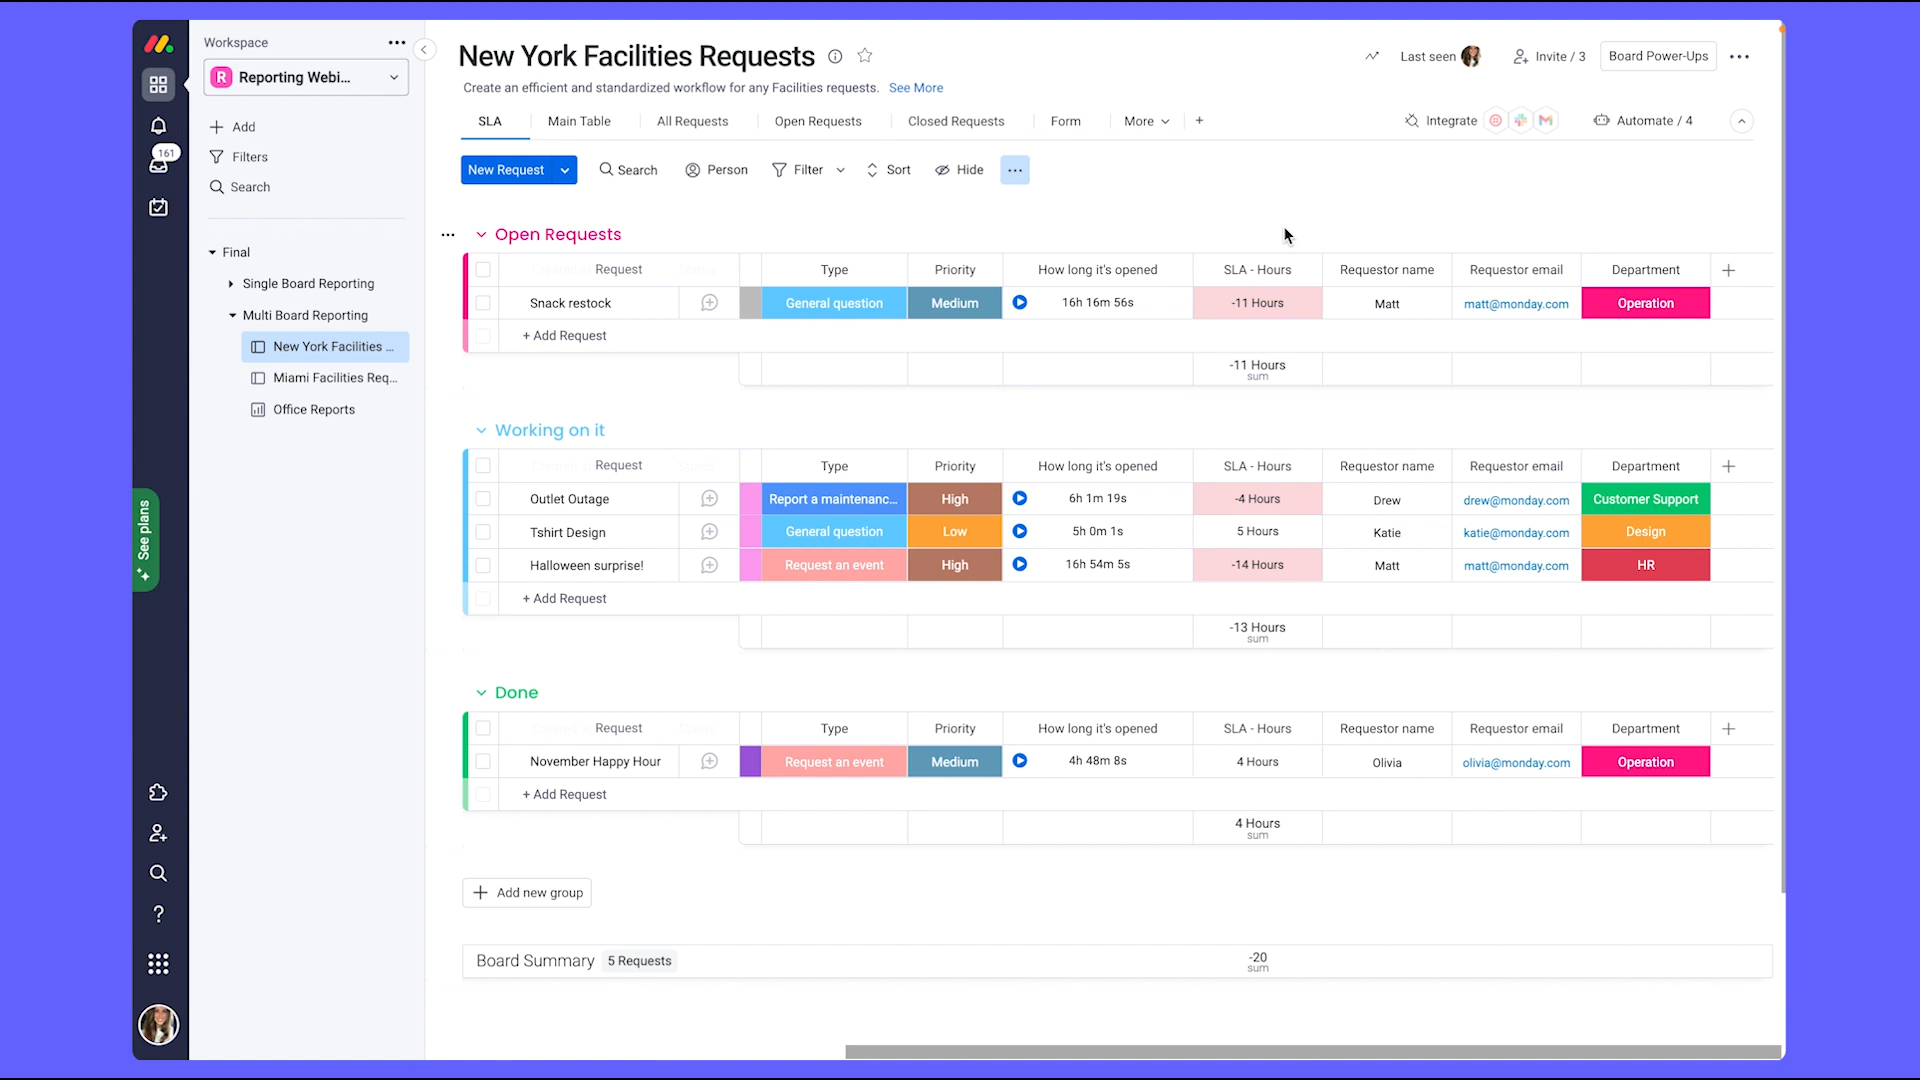 Workspace
R Reporting Webi...
161
Add
Filters
Search
Final
Single Board Reporting
Multi Board Reporting
New York Facilities ...
Miami Facilities Req...
Office Reports
See plans
New York Facilities Requests
Last seen
Invite / 3
Board Power-Ups
Create an efficient and standardized workflow for any Facilities requests. See More
SLA Main Table All Requests Open Requests Closed Requests Form More +
Integrate Automate / 4
New Request Search Person Filter Sort Hide
Open Requests
Request Type Priority How long it's opened SLA - Hours Requestor name Requestor email Department
Snack restock General question Medium 16h 16m 56s -11 Hours Matt matt@monday.com Operation
+ Add Request
-11 Hours
sum
Working on it
Request Type Priority How long it's opened SLA - Hours Requestor name Requestor email Department
Outlet Outage Report a maintenanc... High 6h 1m 19s -4 Hours Drew drew@monday.com Customer Support
Tshirt Design General question Low 5h 0m 1s 5 Hours Katie katie@monday.com Design
Halloween surprise! Request an event High 16h 54m 5s -14 Hours Matt matt@monday.com HR
+ Add Request
-13 Hours
sum
Done
Request Type Priority How long it's opened SLA - Hours Requestor name Requestor email Department
November Happy Hour Request an event Medium 4h 48m 8s 4 Hours Olivia olivia@monday.com Operation
+ Add Request
4 Hours
sum
Add new group
Board Summary 5 Requests
-20
sum